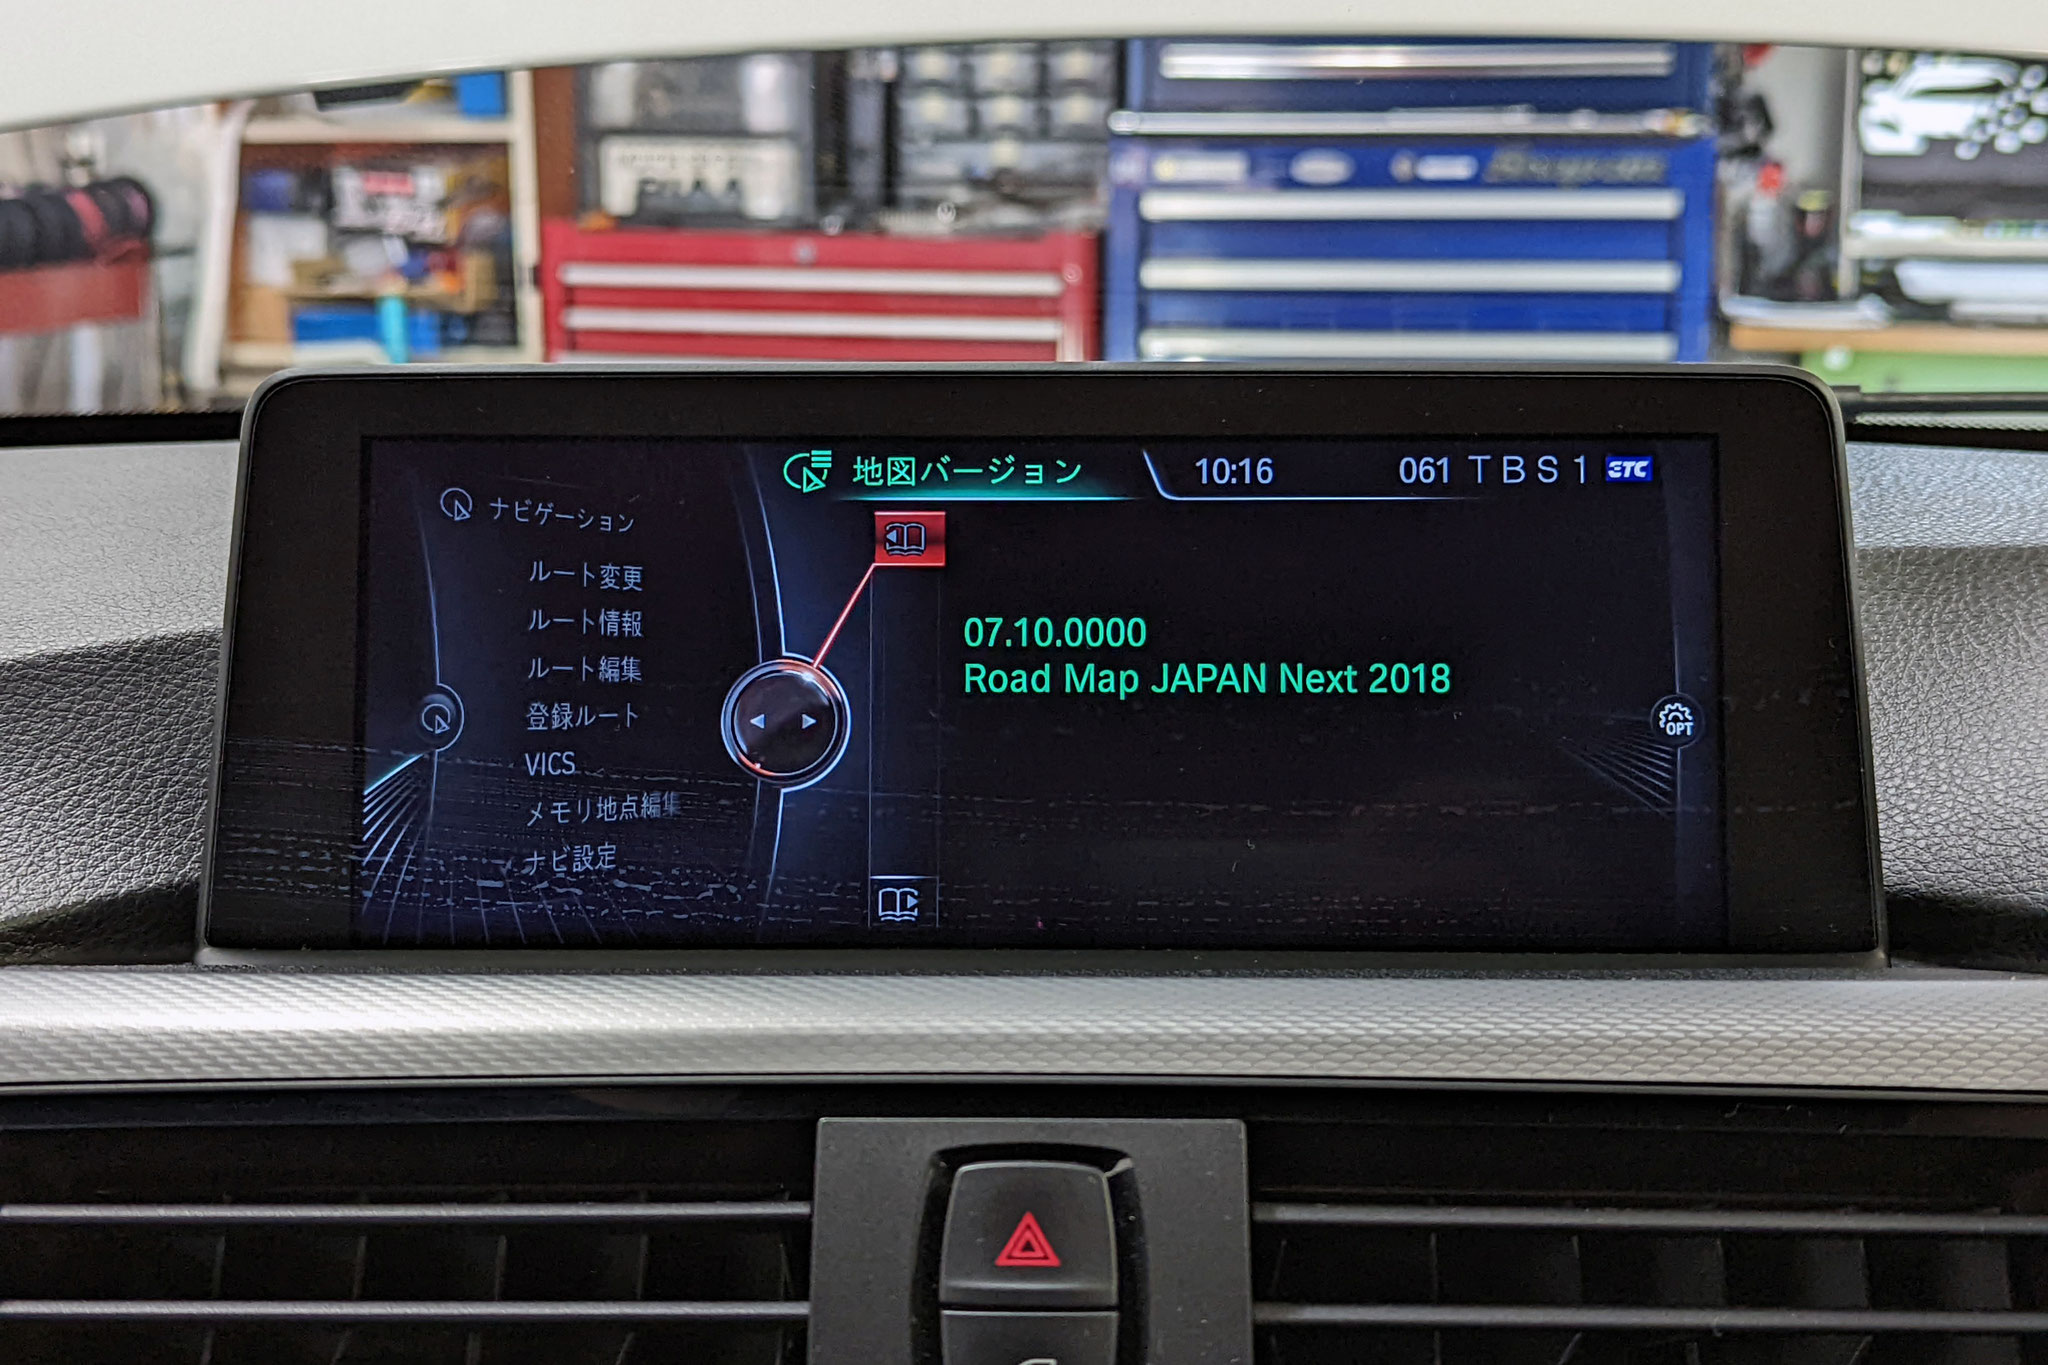 PIAA
Snap-on
地図バージョン
10:16
061 TBS1
ETC
ナビゲーション
ルート変更
ルート情報
ルート編集
登録ルート
VICS
メモリ地点編集
ナビ設定
07.10.0000
Road Map JAPAN Next 2018
OPT